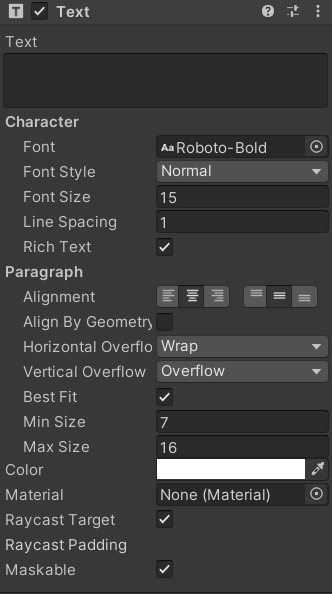 T Text
Text
Character
Font AaRoboto-Bold
Font Style Normal
Font Size 15
Line Spacing 1
Rich Text
Paragraph
Alignment
Align By Geometry
Horizontal Overflo Wrap
Vertical Overflow Overflow
Best Fit
Min Size 7
Max Size 16
Color
Material None (Material)
Raycast Target
Raycast Padding
Maskable